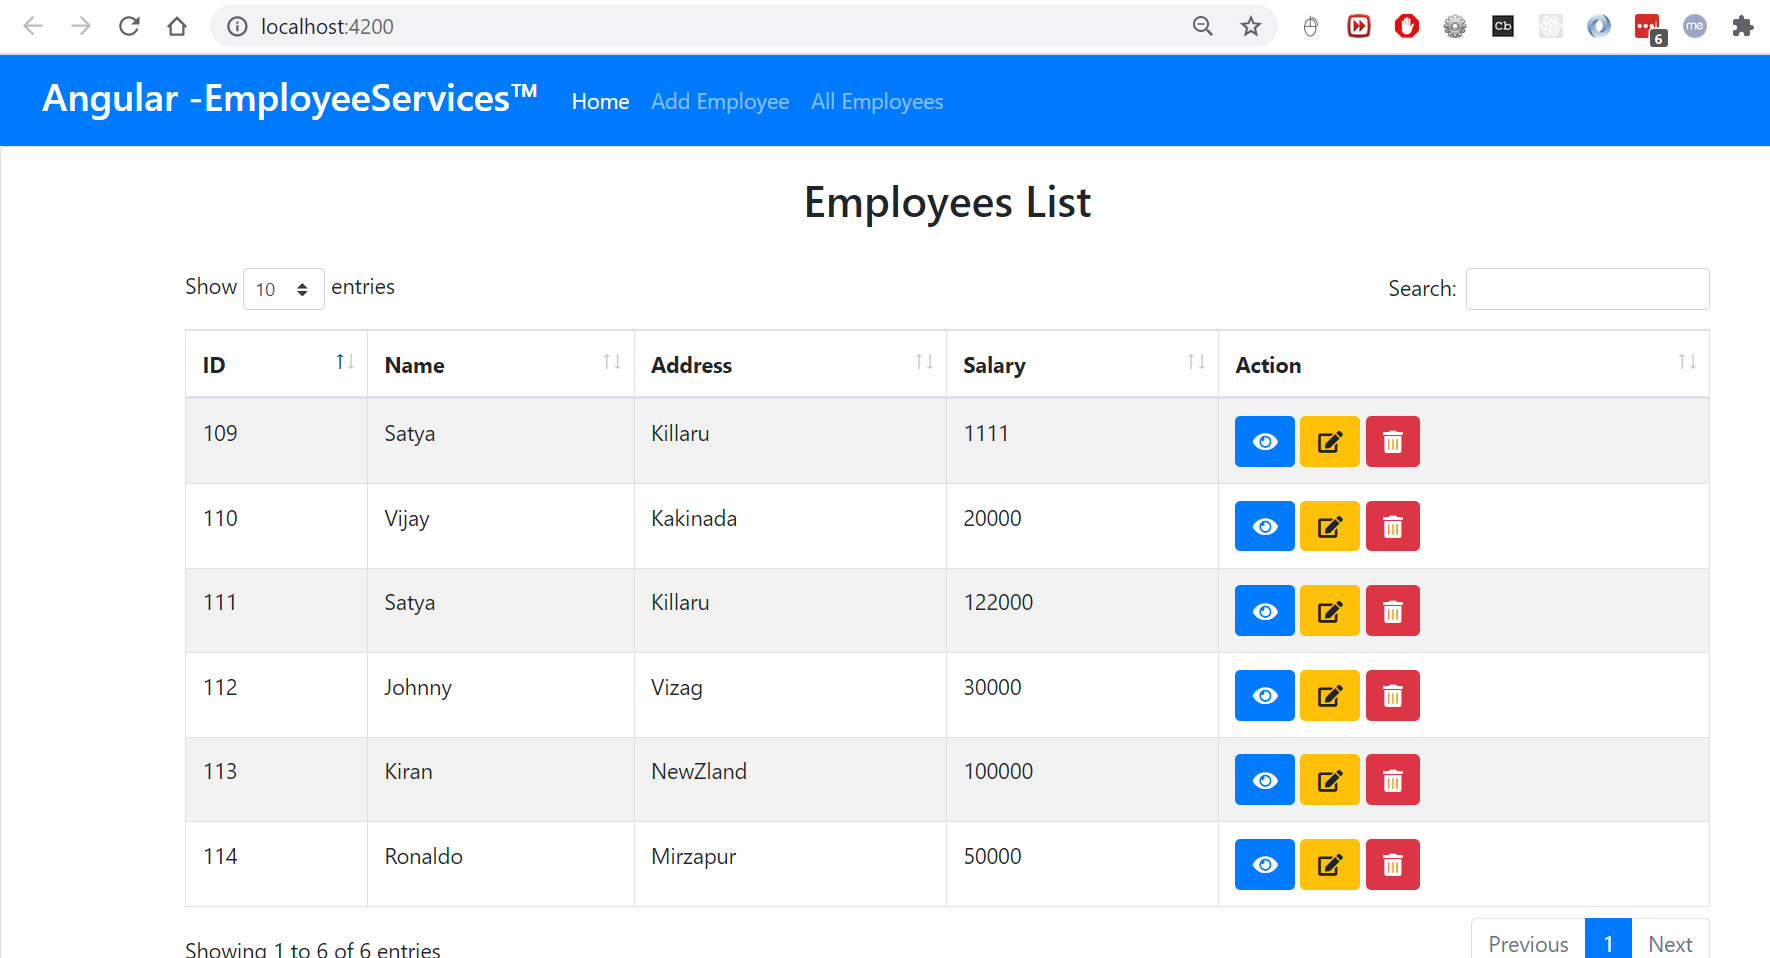 localhost:4200
cb
me
6
Angular -EmployeeServices™ Home Add Employee All Employees
Employees List
Show 10 entries Search:
ID Name Address Salary Action
109 Satya Killaru 1111
110 Vijay Kakinada 20000
111 Satya Killaru 122000
112 Johnny Vizag 30000
113 Kiran NewZland 100000
114 Ronaldo Mirzapur 50000
Showing 1 to 6 of 6 entries Previous 1 Next